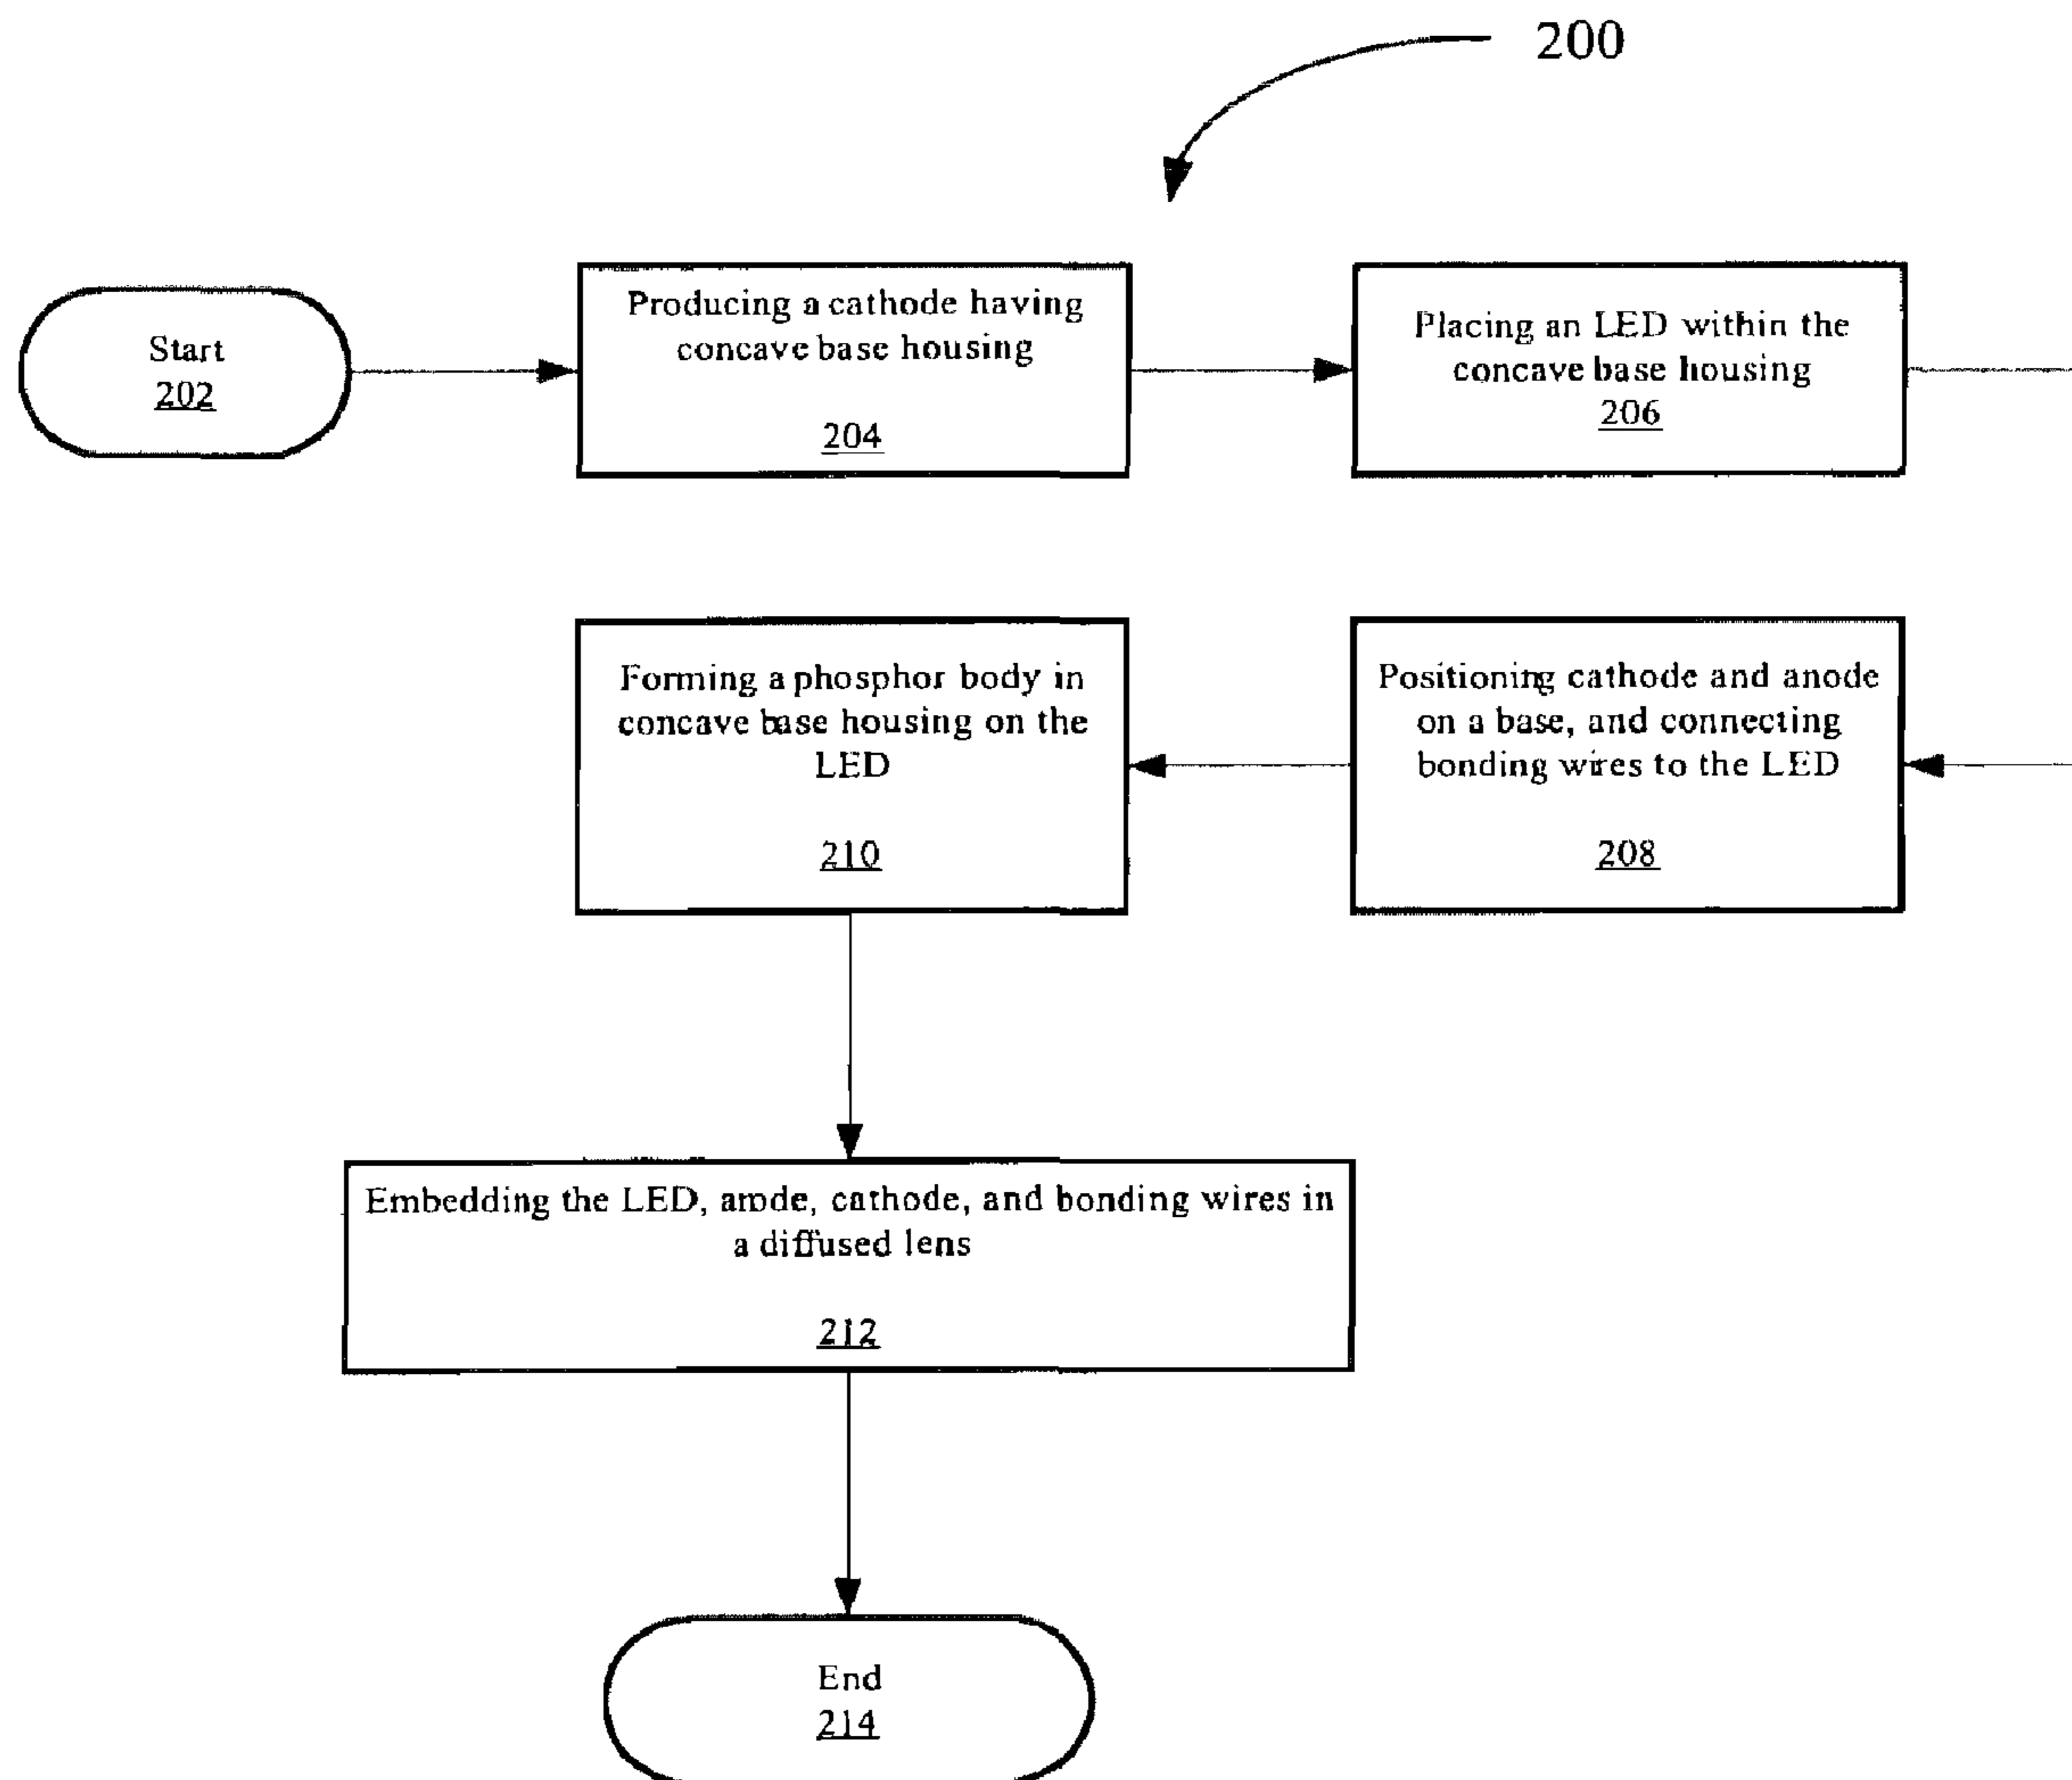 200
Start
202
Producing a cathode having
concave base housing
204
Placing an LED within the
concave base housing
206
Forming a phosphor body in
concave base housing on the
LED
210
Positioning cathode and anode
on a base, and connecting
bonding wires to the LED
208
Embedding the LED, anode, cathode, and bonding wires in
a diffused lens
212
End
214